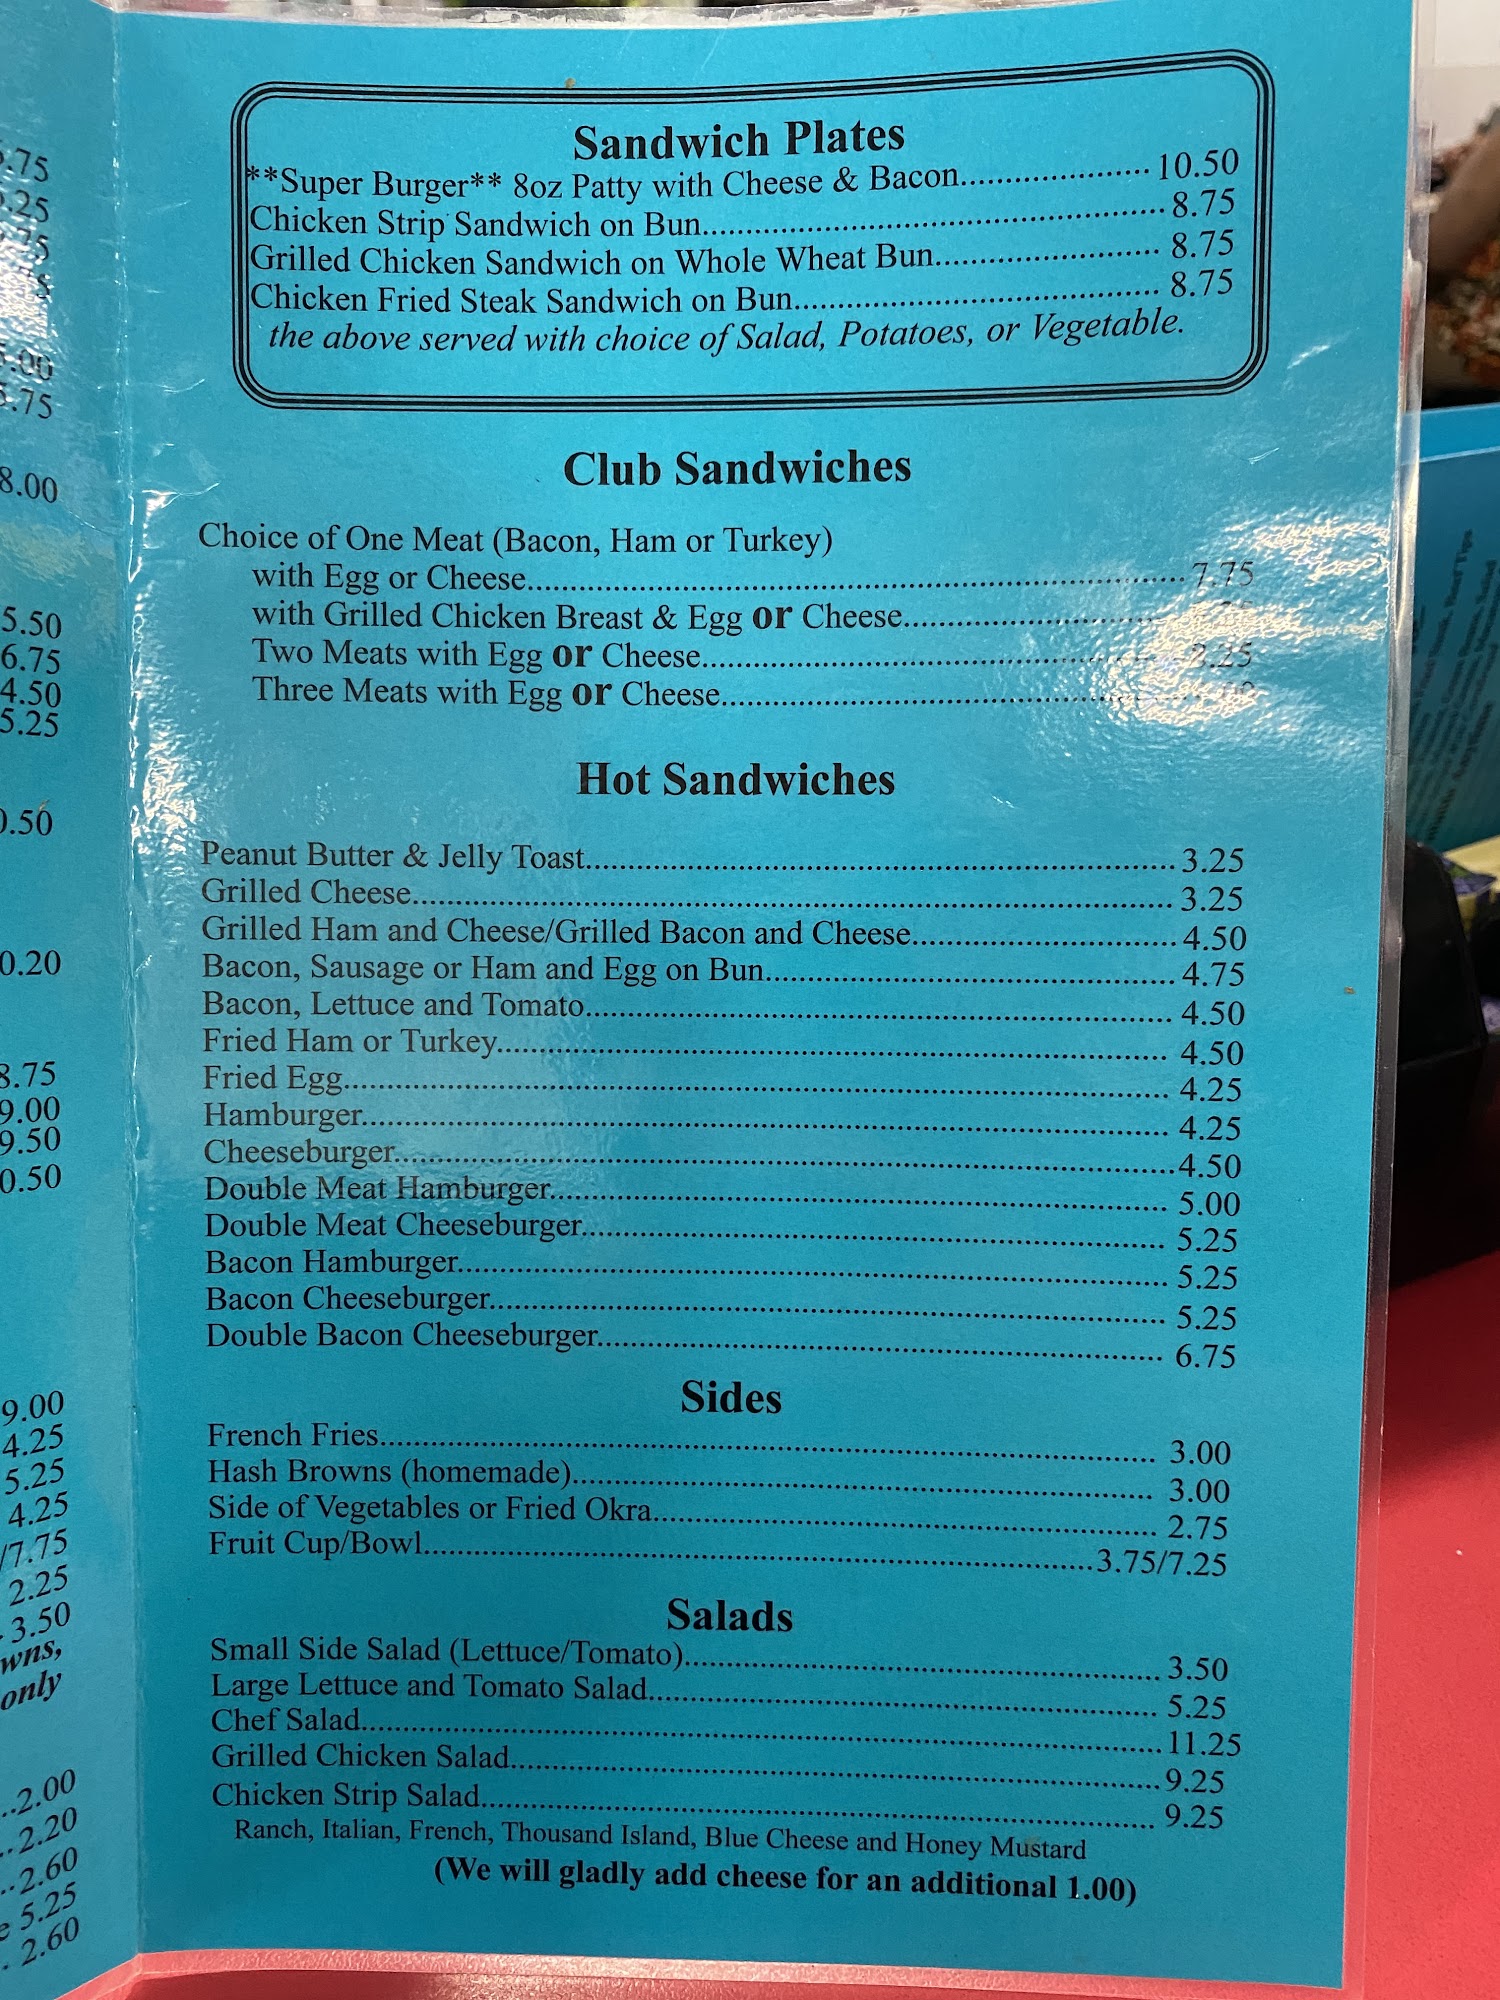 Sandwich Plates
**Super Burger** 8oz Patty with Cheese & Bacon 10.50
Chicken Strip Sandwich on Bun 8.75
Grilled Chicken Sandwich on Whole Wheat Bun 8.75
Chicken Fried Steak Sandwich on Bun 8.75
the above served with choice of Salad, Potatoes, or Vegetable.
Club Sandwiches
Choice of One Meat (Bacon, Ham or Turkey)
with Egg or Cheese 7.75
with Grilled Chicken Breast & Egg or Cheese
Two Meats with Egg or Cheese
Three Meats with Egg or Cheese
Hot Sandwiches
Peanut Butter & Jelly Toast 3.25
Grilled Cheese 3.25
Grilled Ham and Cheese/Grilled Bacon and Cheese 4.50
Bacon, Sausage or Ham and Egg on Bun 4.75
Bacon, Lettuce and Tomato 4.50
Fried Ham or Turkey 4.50
Fried Egg 4.25
Hamburger 4.25
Cheeseburger 4.50
Double Meat Hamburger 5.00
Double Meat Cheeseburger 5.25
Bacon Hamburger 5.25
Bacon Cheeseburger 5.25
Double Bacon Cheeseburger 6.75
Sides
French Fries 3.00
Hash Browns (homemade) 3.00
Side of Vegetables or Fried Okra 2.75
Fruit Cup/Bowl 3.75/7.25
Salads
Small Side Salad (Lettuce/Tomato) 3.50
Large Lettuce and Tomato Salad 5.25
Chef Salad 11.25
Grilled Chicken Salad 9.25
Chicken Strip Salad 9.25
Ranch, Italian, French, Thousand Island, Blue Cheese and Honey Mustard
(We will gladly add cheese for an additional 1.00)